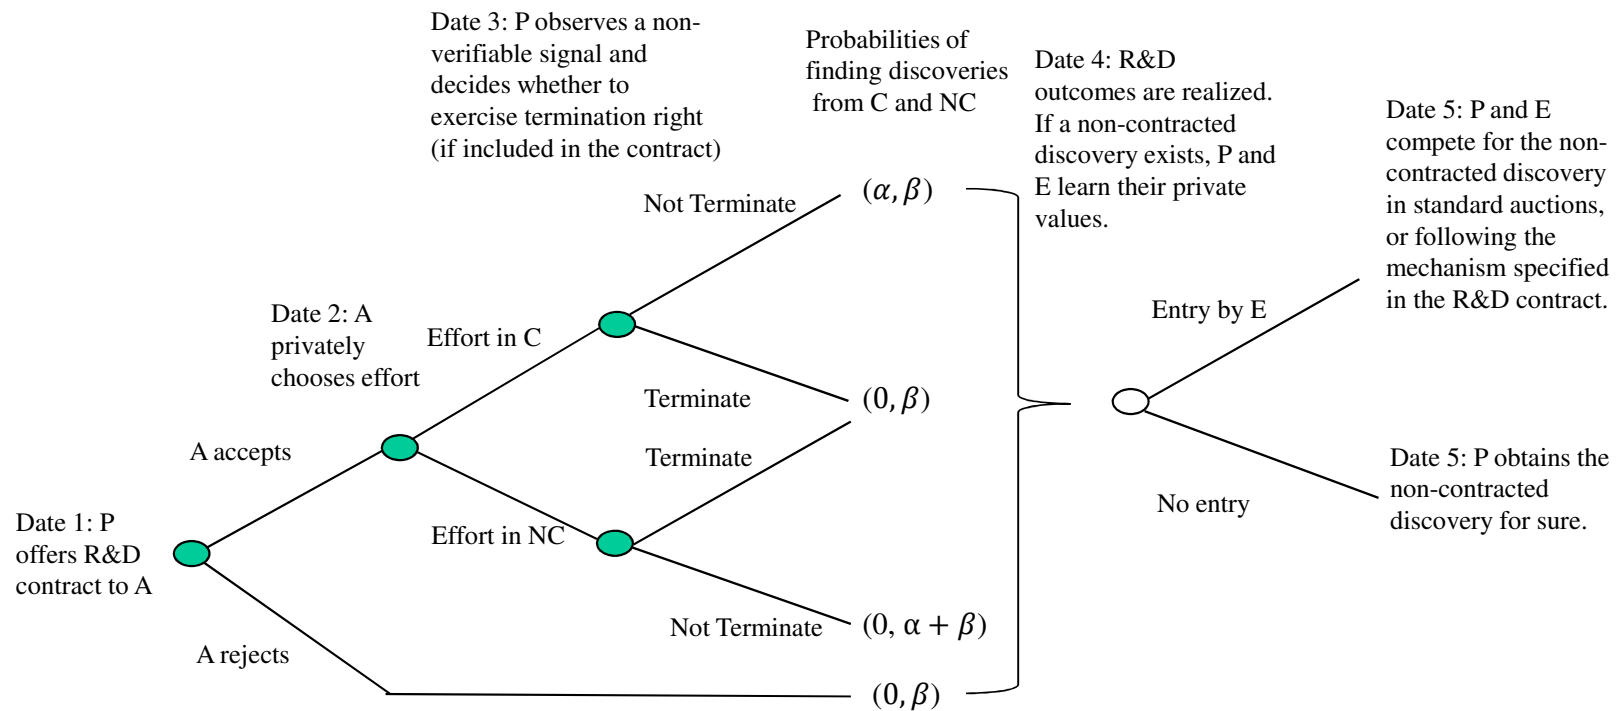 Date 3: P observes a non-
verifiable signal and
decides whether to
exercise termination right
(if included in the contract)
Probabilities of
finding discoveries
from C and NC
Date 4: R&D
outcomes are realized.
If a non-contracted
discovery exists, P and
E learn their private
values.
Date 5: P and E
compete for the non-
contracted discovery
in standard auctions,
or following the
mechanism specified
in the R&D contract.
Not Terminate
(α, β)
Date 2: A
privately
chooses effort
Effort in C
Entry by E
Terminate
(0, β)
A accepts
Terminate
Date 5: P obtains the
non-contracted
discovery for sure.
Date 1: P
offers R&D
contract to A
Effort in NC
No entry
Not Terminate
(0, α + β)
A rejects
(0, β)